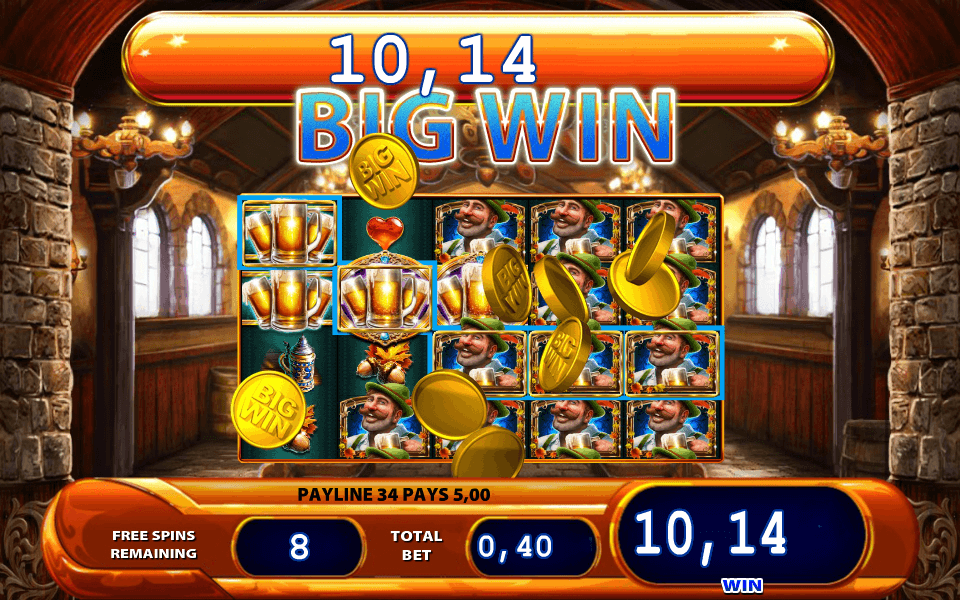 10,14
BIG WIN
BIG
WIN
BIG
WIN
BIG
WIN
BIG
WIN
PAYLINE 34 PAYS 5,00
FREE SPINS
REMAINING
8
TOTAL
BET
0,40
10,14
WIN